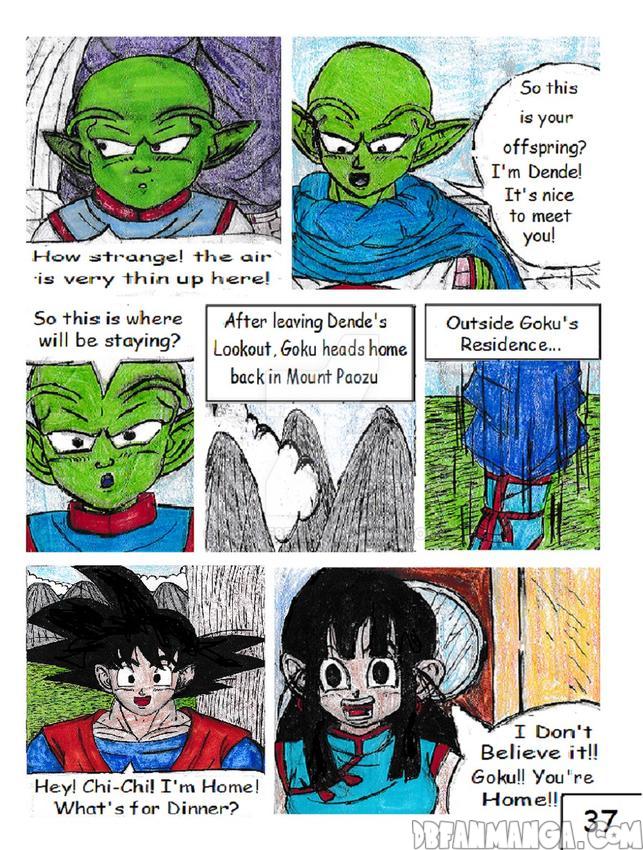 How strange! the air
is very thin up here!
So this
is your
offspring?
I'm Dende!
It's nice
to meet
you!
So this is where
will be staying?
After leaving Dende's
Lookout, Goku heads home
back in Mount Paozu
Outside Goku's
Residence...
Hey! Chi-Chi! I'm Home!
What's for Dinner?
I Don't
Believe it!!
Goku!! You're
Home!!
37
DBFANMANGA.COM